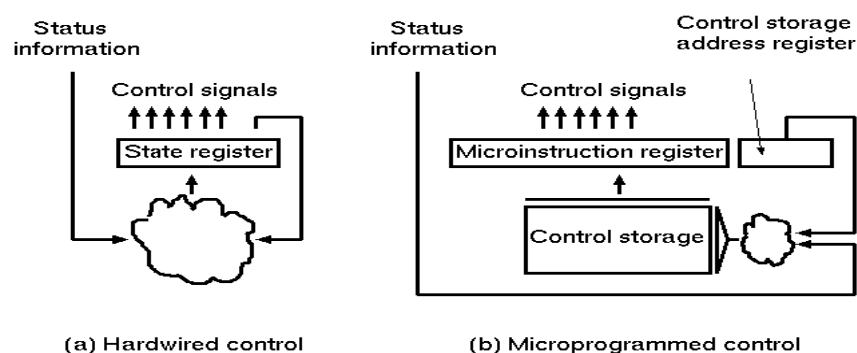 Status
information
Control signals
State register
(a) Hardwired control
Status
information
Control storage
address register
Control signals
Microinstruction register
Control storage
(b) Microprogrammed control